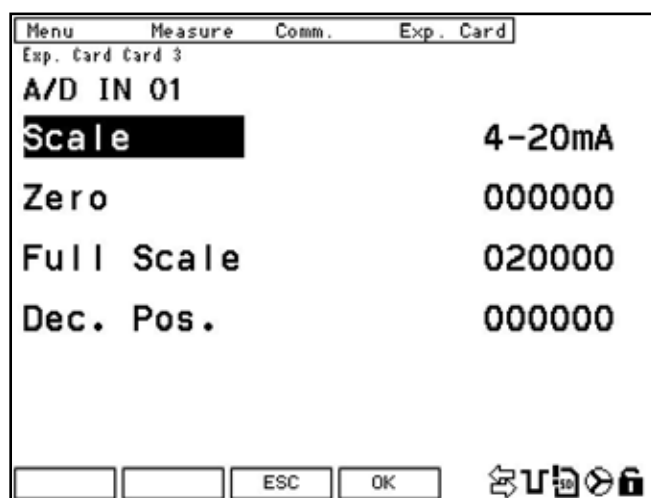 Menu Measure Comm. Exp. Card
Exp. Card Card 3
A/D IN 01
Scale 4-20mA
Zero 000000
Full Scale 020000
Dec. Pos. 000000
ESC OK
SD